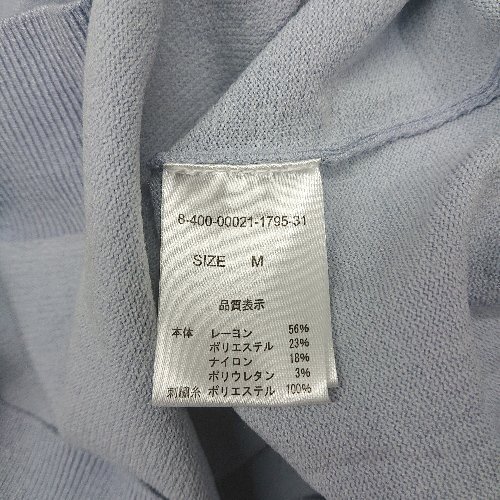 8-400-00021-1795-31
SIZE M
品質表示
本体 レーヨン 56%
ポリエステル 23%
ナイロン 18%
ポリウレタン 3%
刺繍糸 ポリエステル 100%